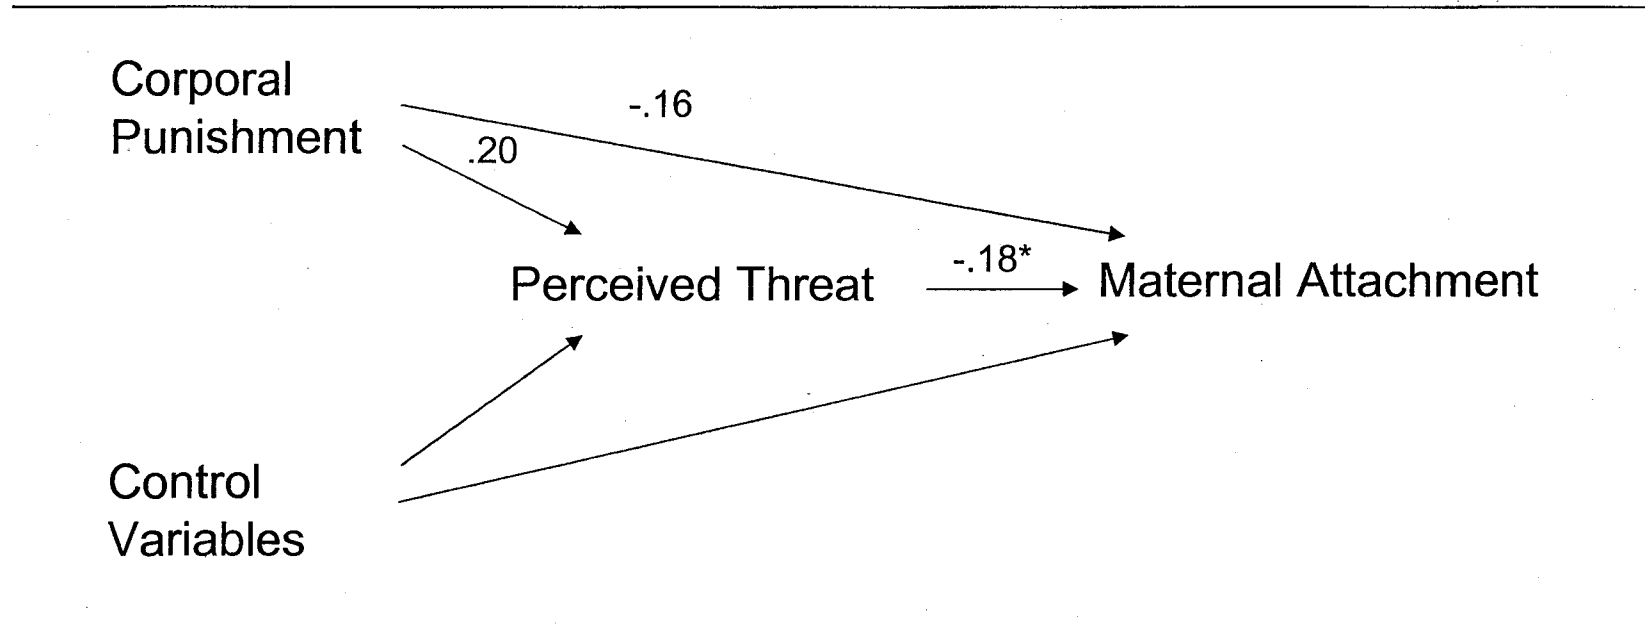 Corporal
Punishment
-.16
.20
-.18*
Perceived Threat
Maternal Attachment
Control
Variables